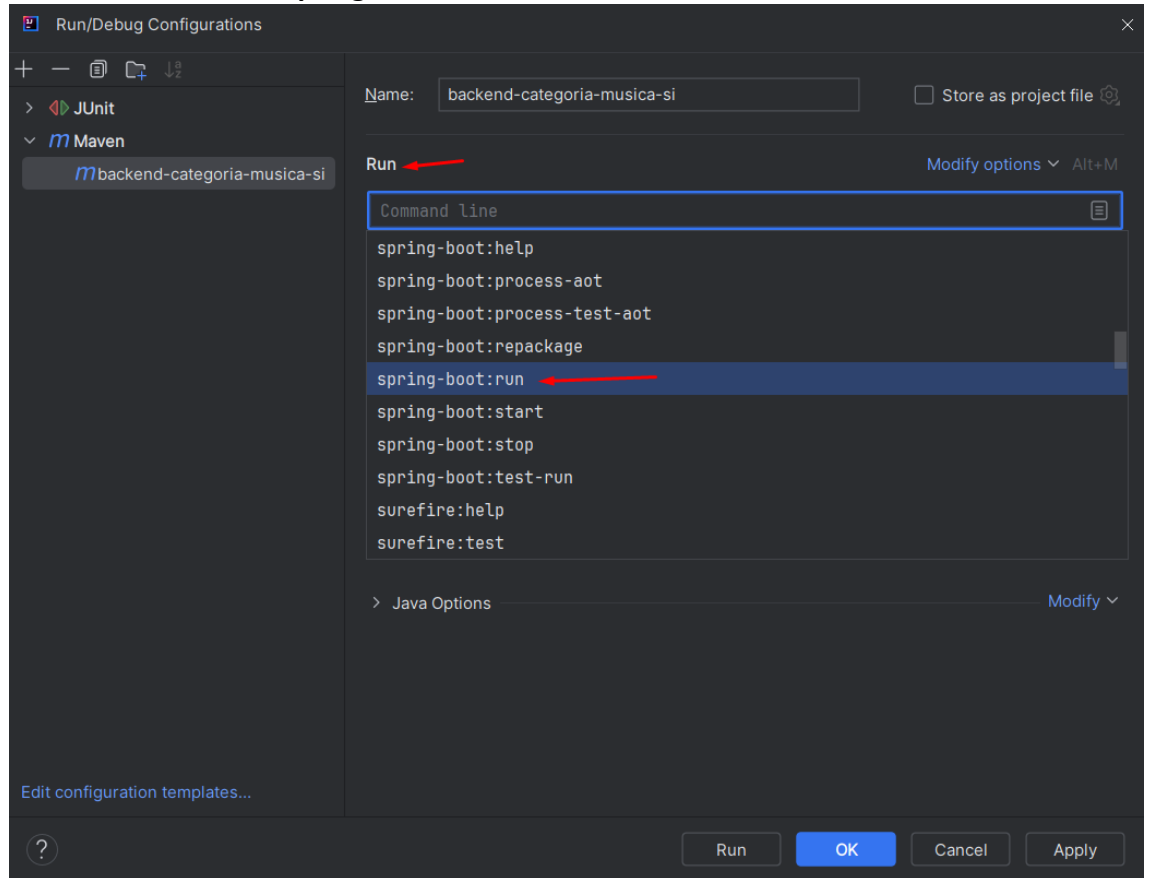 Run/Debug Configurations
JUnit
Maven
backend-categoria-musica-si
Edit configuration templates...
Name: backend-categoria-musica-si
Store as project file
Run
Modify options Alt+M
Command line
spring-boot:help
spring-boot:process-aot
spring-boot:process-test-aot
spring-boot:repackage
spring-boot:run
spring-boot:start
spring-boot:stop
spring-boot:test-run
surefire:help
surefire:test
Java Options
Modify
?
Run
OK
Cancel
Apply